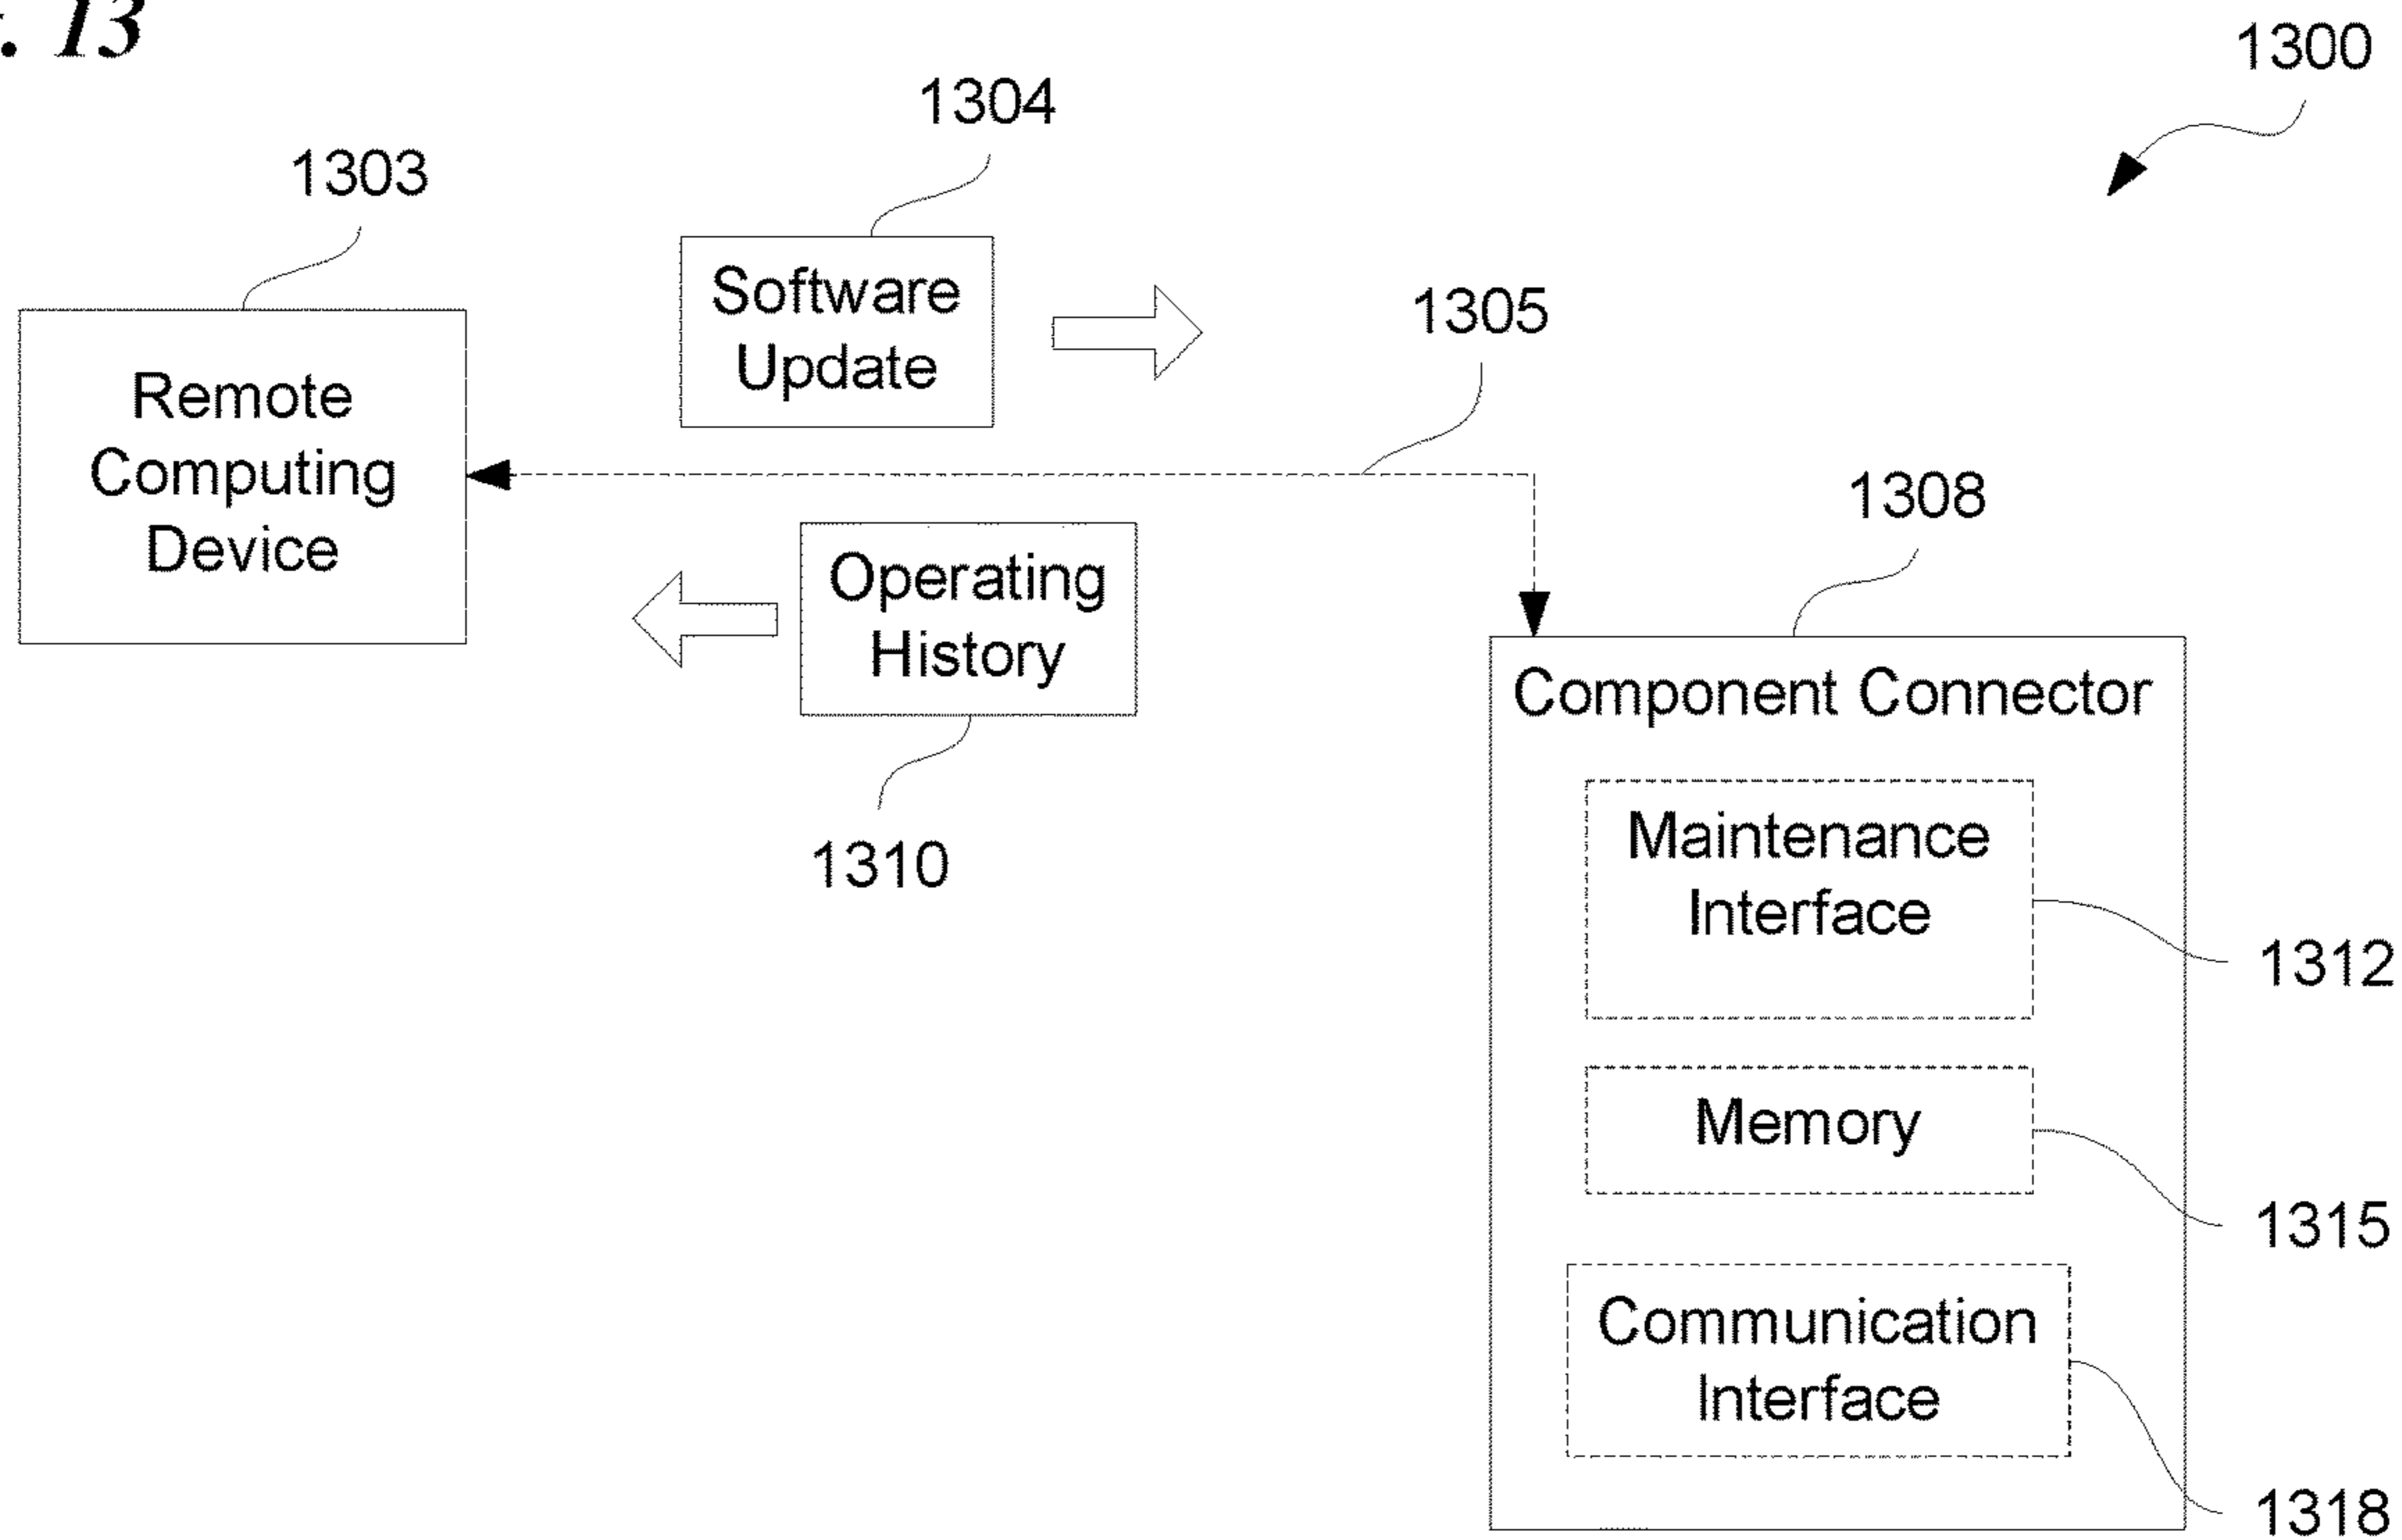 . 13
1300
1304
1303
Software
Update
1305
Remote
Computing
Device
1308
Operating
History
Component Connector
1310
Maintenance
Interface
1312
Memory
1315
Communication
Interface
1318